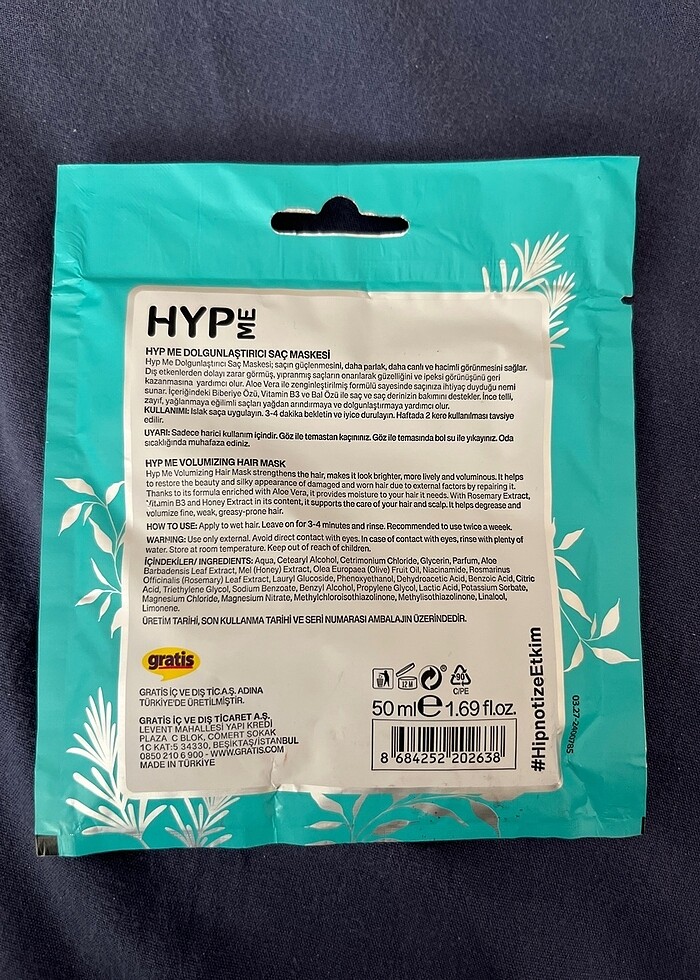 HYP ME
HYP ME DOLGUNLAŞTIRICI SAÇ MASKESİ
Hyp Me Dolgunlaştırıcı Saç Maskesi; saçın güçlenmesini, daha parlak, daha canlı ve hacimli görünmesini sağlar.
Dış etkenlerden dolayı zarar görmüş, yıpranmış saçların onarılarak güzelliğini ve ipeksi görünüşünü geri
kazanmasına yardımcı olur. Aloe Vera ile zenginleştirilmiş formülü sayesinde saçınıza ihtiyaç duyduğu nemi
sunar. İçeriğindeki Biberiye Özü, Vitamin B3 ve Bal Özü ile saç ve saç derinizin bakımını destekler. İnce telli,
zayıf, yağlanmaya eğilimli saçları yağdan arındırmaya ve dolgunlaştırmaya yardımcı olur.
KULLANIMI: Islak saça uygulayın. 3-4 dakika bekletin ve iyice durulayın. Haftada 2 kere kullanılması tavsiye
edilir.
UYARI: Sadece harici kullanım içindir. Göz ile temastan kaçınınız. Göz ile temasında bol su ile yıkayınız. Oda
sıcaklığında muhafaza ediniz.
HYP ME VOLUMIZING HAIR MASK
Hyp Me Volumizing Hair Mask strengthens the hair, makes it look brighter, more lively and voluminous. It helps
to restore the beauty and silky appearance of damaged and worn hair due to external factors by repairing it.
Thanks to its formula enriched with Aloe Vera, it provides moisture to your hair it needs. With Rosemary Extract,
Vitamin B3 and Honey Extract in its content, it supports the care of your hair and scalp. It helps degrease and
volumize fine, weak, greasy-prone hair.
HOW TO USE: Apply to wet hair. Leave on for 3-4 minutes and rinse. Recommended to use twice a week.
WARNING: Use only external. Avoid direct contact with eyes. In case of contact with eyes, rinse with plenty of
water. Store at room temperature. Keep out of reach of children.
İÇİNDEKİLER/ INGREDIENTS: Aqua, Cetearyl Alcohol, Cetrimonium Chloride, Glycerin, Parfum, Aloe
Barbadensis Leaf Extract, Mel (Honey) Extract, Olea Europaea (Olive) Fruit Oil, Niacinamide, Rosmarinus
Officinalis (Rosemary) Leaf Extract, Lauryl Glucoside, Phenoxyethanol, Dehydroacetic Acid, Benzoic Acid, Citric
Acid, Triethylene Glycol, Sodium Benzoate, Benzyl Alcohol, Propylene Glycol, Lactic Acid, Potassium Sorbate,
Magnesium Chloride, Magnesium Nitrate, Methylchloroisothiazolinone, Methylisothiazolinone, Linalool,
Limonene.
ÜRETİM TARİHİ, SON KULLANMA TARİHİ VE SERİ NUMARASI AMBALAJIN ÜZERİNDEDİR.
gratis
GRATİS İÇ VE DIŞ TİC.A.Ş. ADINA
TÜRKİYE'DE ÜRETİLMİŞTİR.
GRATİS İÇ VE DIŞ TİCARET A.Ş.
LEVENT MAHALLESİ YAPI KREDİ
PLAZA C BLOK, CÖMERT SOKAK
1C KAT:5 34330, BEŞİKTAŞ/İSTANBUL
0850 210 6 900 - WWW.GRATIS.COM
MADE IN TÜRKİYE
12 M
90
C/PE
50 ml e 1.69 fl.oz.
8 684252 202638
#HipnotizeEtkim